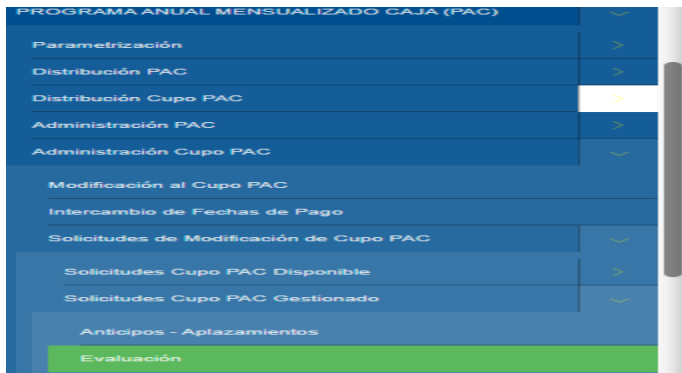 PROGRAMA ANUAL MENSUALIZADO CAJA (PAC)
Parametrización
Distribución PAC
Distribución Cupo PAC
Administración PAC
Administración Cupo PAC
Modificación al Cupo PAC
Intercambio de Fechas de Pago
Solicitudes de Modificación de Cupo PAC
Solicitudes Cupo PAC Disponible
Solicitudes Cupo PAC Gestionado
Anticipos - Aplazamientos
Evaluación